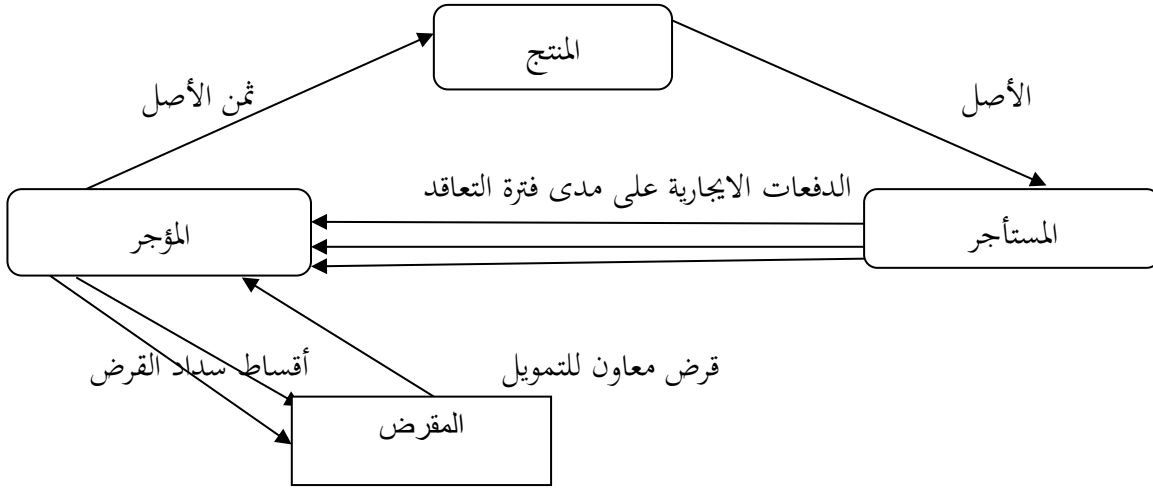 المنتج
الأصل
ثمن الأصل
الدفعات الايجارية على مدى فترة التعاقد
المستأجر
المؤجر
قرض معاون للتمويل
أقساط سداد القرض
المقرض